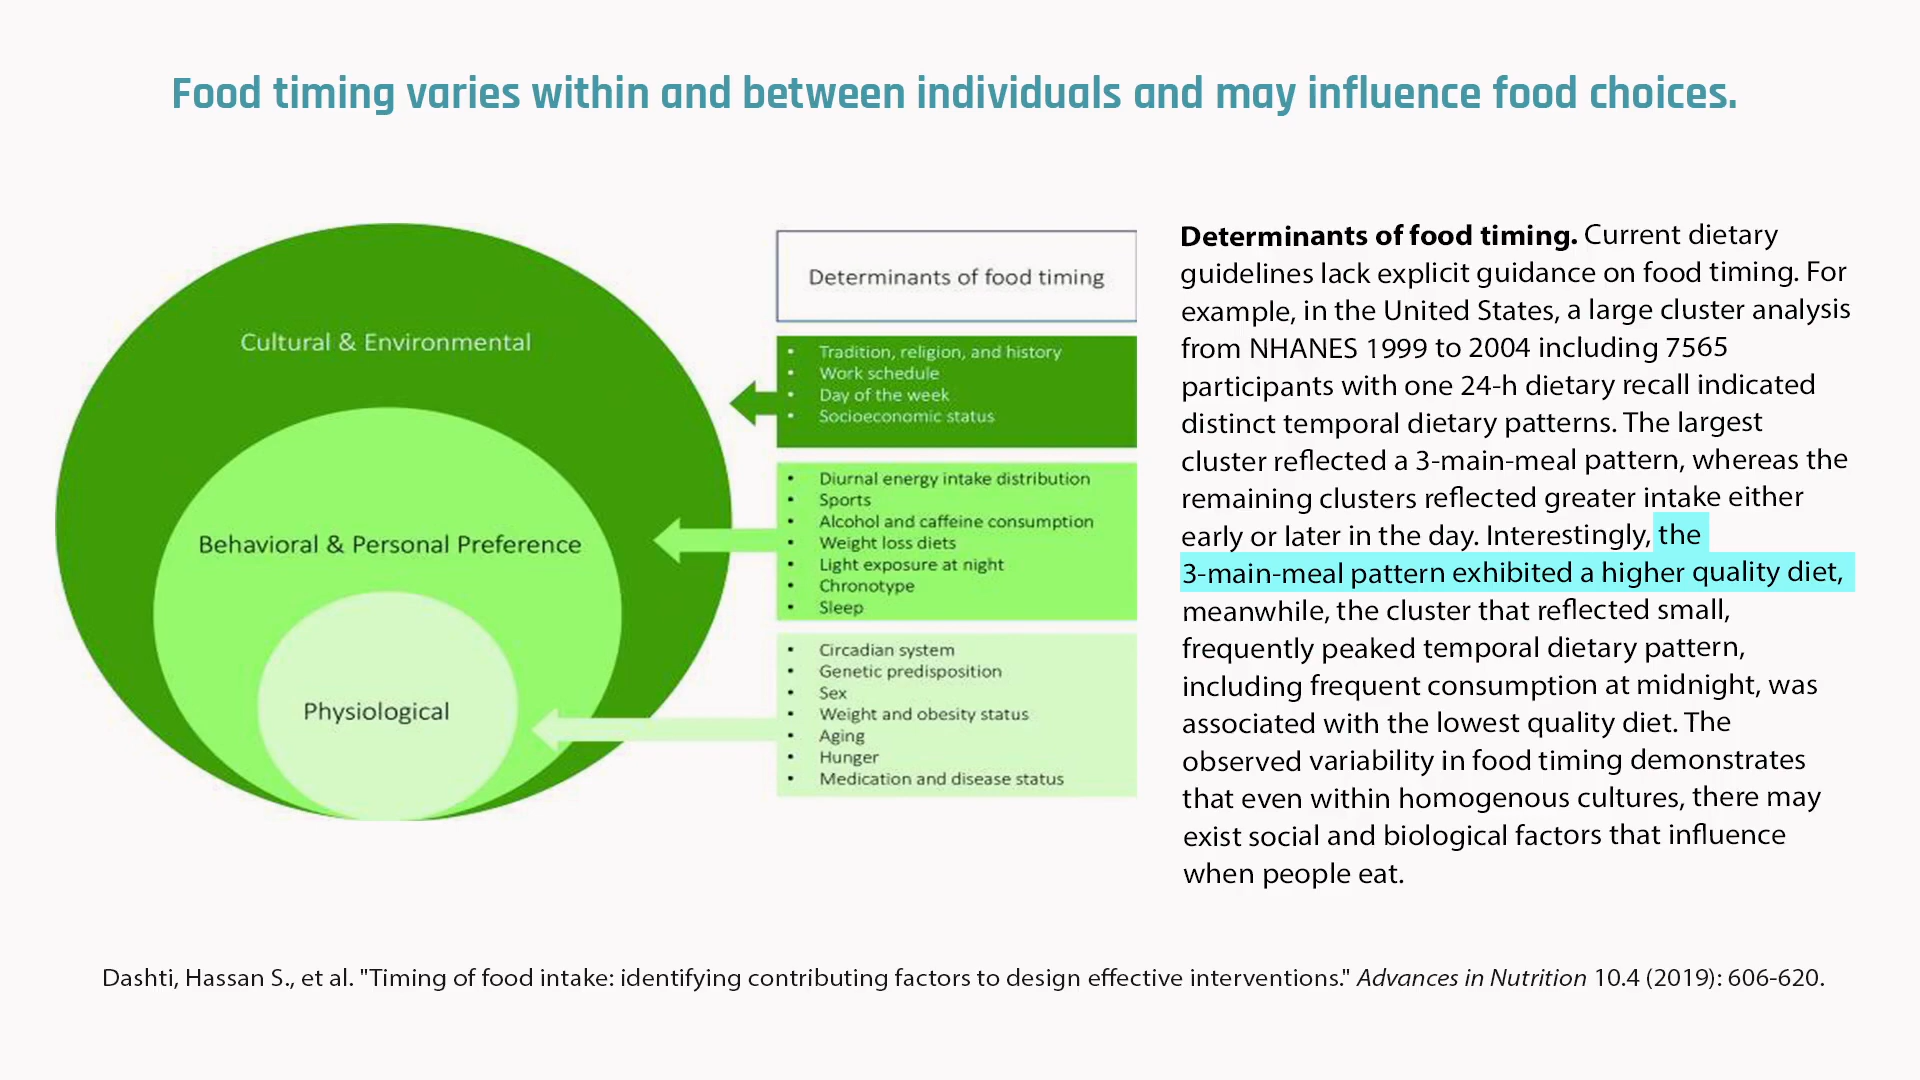 Food timing varies within and between individuals and may influence food choices.
Cultural & Environmental
Behavioral & Personal Preference
Physiological
Determinants of food timing
• Tradition, religion, and history
• Work schedule
• Day of the week
• Socioeconomic status
• Diurnal energy intake distribution
• Sports
• Alcohol and caffeine consumption
• Weight loss diets
• Light exposure at night
• Chronotype
• Sleep
• Circadian system
• Genetic predisposition
• Sex
• Weight and obesity status
• Aging
• Hunger
• Medication and disease status
Determinants of food timing. Current dietary
guidelines lack explicit guidance on food timing. For
example, in the United States, a large cluster analysis
from NHANES 1999 to 2004 including 7565
participants with one 24-h dietary recall indicated
distinct temporal dietary patterns. The largest
cluster reflected a 3-main-meal pattern, whereas the
remaining clusters reflected greater intake either
early or later in the day. Interestingly, the
3-main-meal pattern exhibited a higher quality diet,
meanwhile, the cluster that reflected small,
frequently peaked temporal dietary pattern,
including frequent consumption at midnight, was
associated with the lowest quality diet. The
observed variability in food timing demonstrates
that even within homogenous cultures, there may
exist social and biological factors that influence
when people eat.
Dashti, Hassan S., et al. "Timing of food intake: identifying contributing factors to design effective interventions." Advances in Nutrition 10.4 (2019): 606-620.